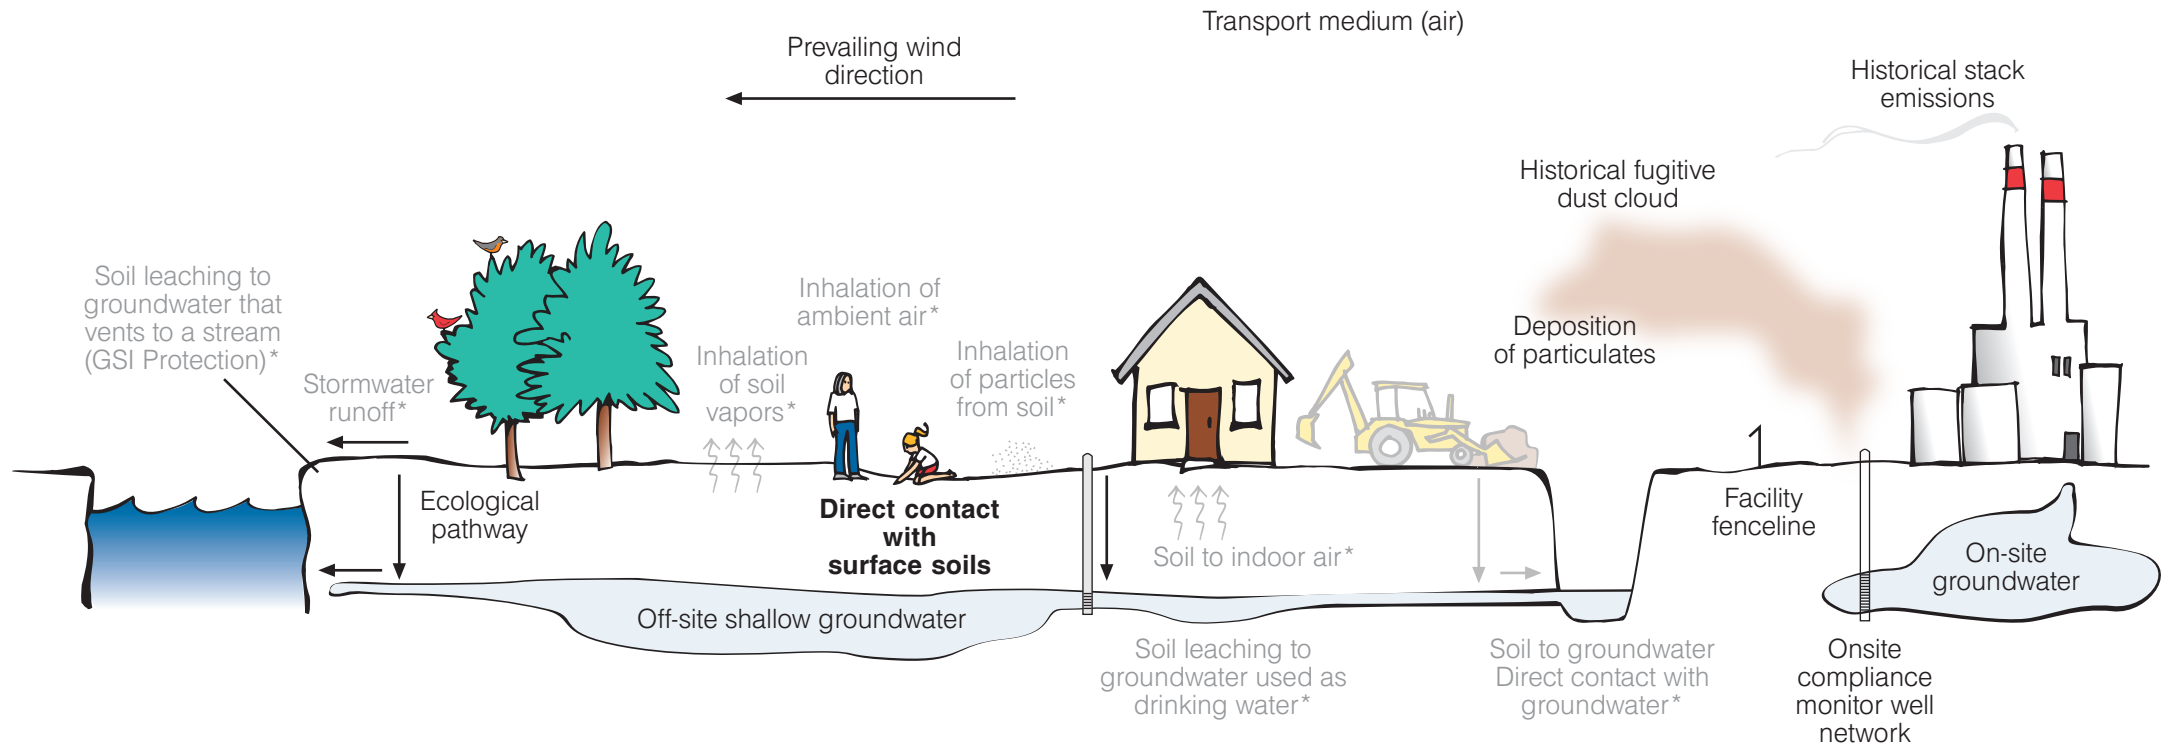 Transport medium (air)
Prevailing wind
direction
Historical stack
emissions
Historical fugitive
dust cloud
Soil leaching to
groundwater that
vents to a stream
(GSI Protection)*
Stormwater
runoff*
Inhalation
of soil
vapors*
Inhalation of
ambient air*
Inhalation
of particles
from soil*
Deposition
of particulates
Ecological
pathway
Direct contact
with
surface soils
Soil to indoor air*
Facility
fenceline
On-site
groundwater
Off-site shallow groundwater
Soil leaching to
groundwater used as
drinking water*
Soil to groundwater
Direct contact with
groundwater*
Onsite
compliance
monitor well
network